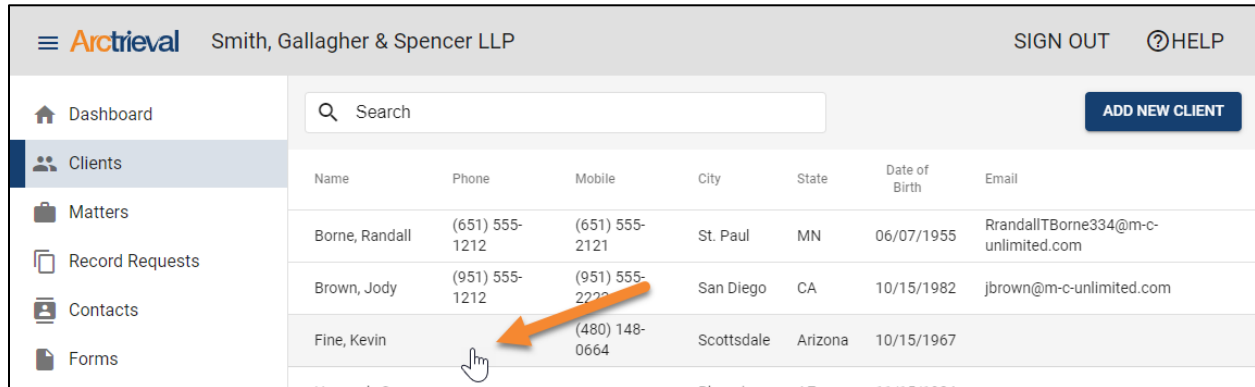 Arctrieval Smith, Gallagher & Spencer LLP SIGN OUT HELP
Dashboard
Clients
Matters
Record Requests
Contacts
Forms
Search ADD NEW CLIENT
Name Phone Mobile City State Date of Birth Email
Borne, Randall (651) 555-1212 (651) 555-2121 St. Paul MN 06/07/1955 RrandallTBorne334@m-c-unlimited.com
Brown, Jody (951) 555-1212 (951) 555- San Diego CA 10/15/1982 jbrown@m-c-unlimited.com
Fine, Kevin (480) 148-0664 Scottsdale Arizona 10/15/1967